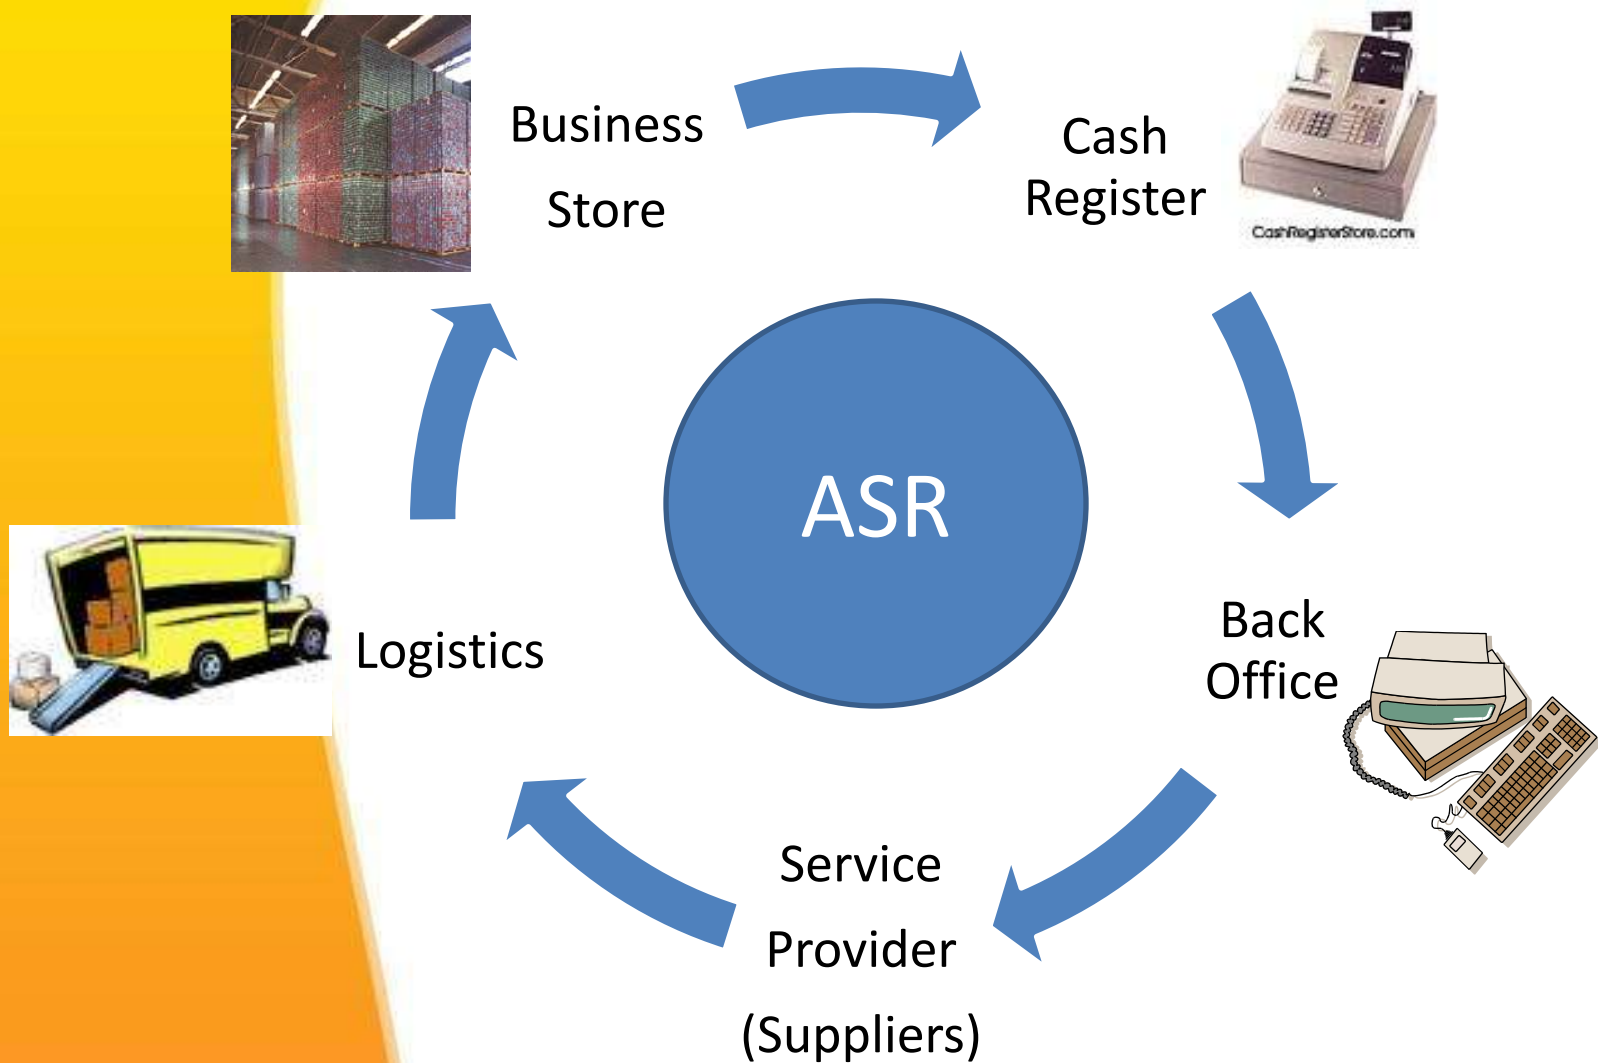 Business
Store
Cash
Register
CashRegisterStore.com
ASR
Back
Office
Logistics
Service
Provider
(Suppliers)